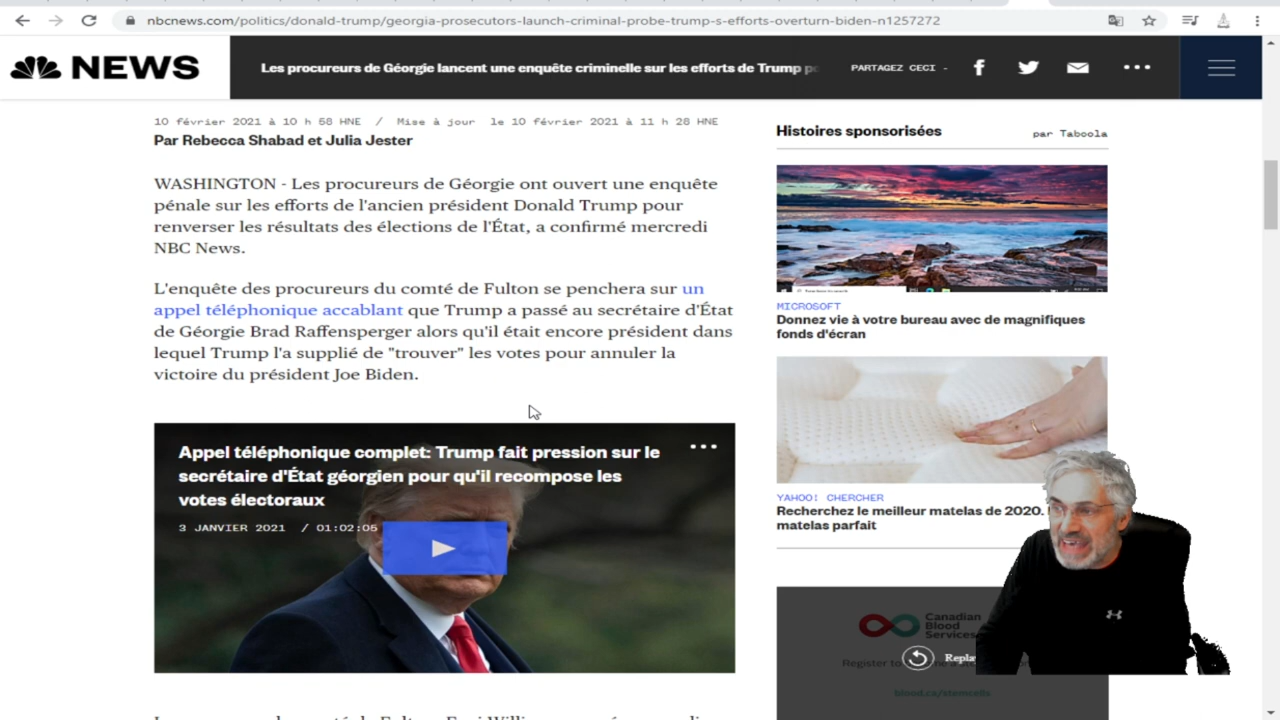 nbcnews.com/politics/donald-trump/georgia-prosecutors-launch-criminal-probe-trump-s-efforts-overturn-biden-n1257272
NEWS
Les procureurs de Géorgie lancent une enquête criminelle sur les efforts de Trump
PARTAGEZ CECI -
10 février 2021 à 10 h 58 HNE / Mise à jour le 10 février 2021 à 11 h 28 HNE
Par Rebecca Shabad et Julia Jester
WASHINGTON - Les procureurs de Géorgie ont ouvert une enquête
pénale sur les efforts de l'ancien président Donald Trump pour
renverser les résultats des élections de l'État, a confirmé mercredi
NBC News.
L'enquête des procureurs du comté de Fulton se penchera sur un
appel téléphonique accablant que Trump a passé au secrétaire d'État
de Géorgie Brad Raffensperger alors qu'il était encore président dans
lequel Trump l'a supplié de "trouver" les votes pour annuler la
victoire du président Joe Biden.
Appel téléphonique complet: Trump fait pression sur le
secrétaire d'État géorgien pour qu'il recompose les
votes électoraux
3 JANVIER 2021 / 01:02:05
Histoires sponsorisées
par Taboola
MICROSOFT
Donnez vie à votre bureau avec de magnifiques
fonds d'écran
YAHOO! CHERCHER
Recherchez le meilleur matelas de 2020.
matelas parfait
Canadian
Blood
Services
Register to
Replay
blood.ca/stemcells